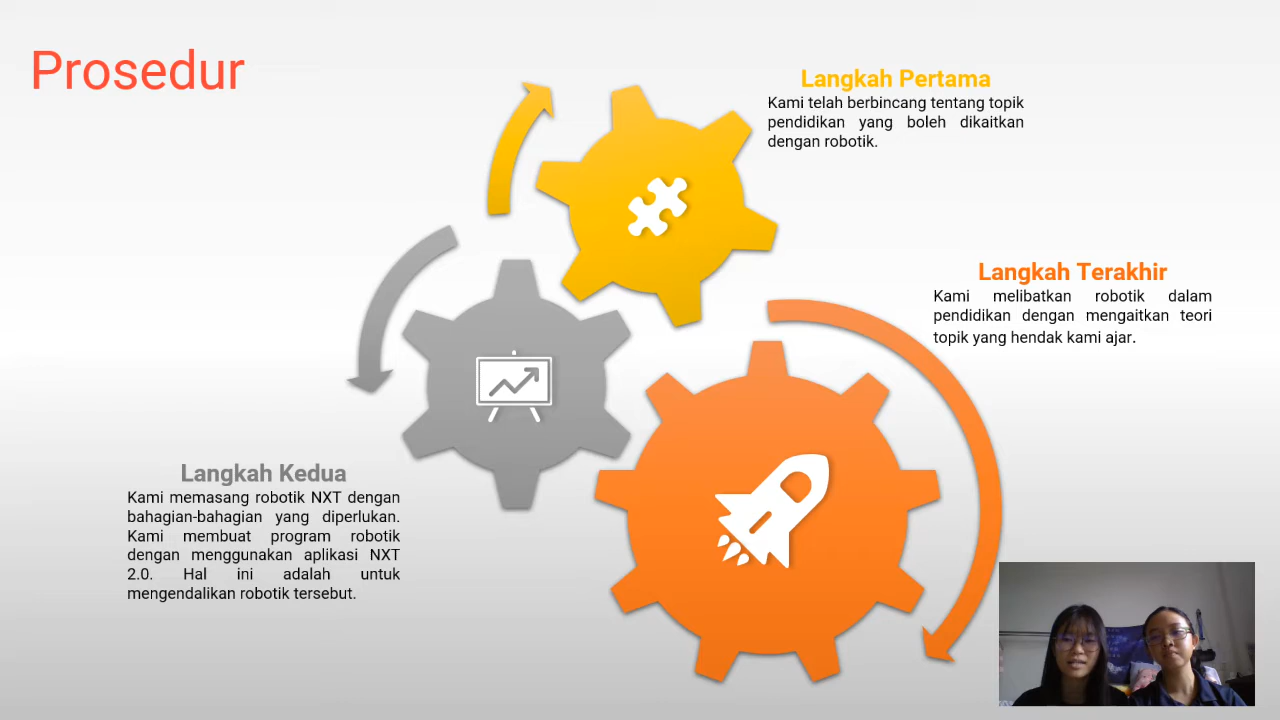 Prosedur
Langkah Pertama
Kami telah berbincang tentang topik
pendidikan yang boleh dikaitkan
dengan robotik.
Langkah Kedua
Kami memasang robotik NXT dengan
bahagian-bahagian yang diperlukan.
Kami membuat program robotik
dengan menggunakan aplikasi NXT
2.0. Hal ini adalah untuk
mengendalikan robotik tersebut.
Langkah Terakhir
Kami melibatkan robotik dalam
pendidikan dengan mengaitkan teori
topik yang hendak kami ajar.